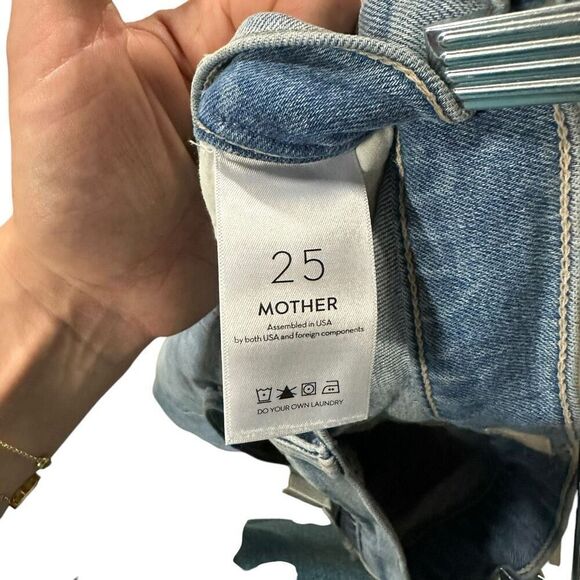 25
MOTHER
Assembled in USA
by both USA and foreign components
DO YOUR OWN LAUNDRY